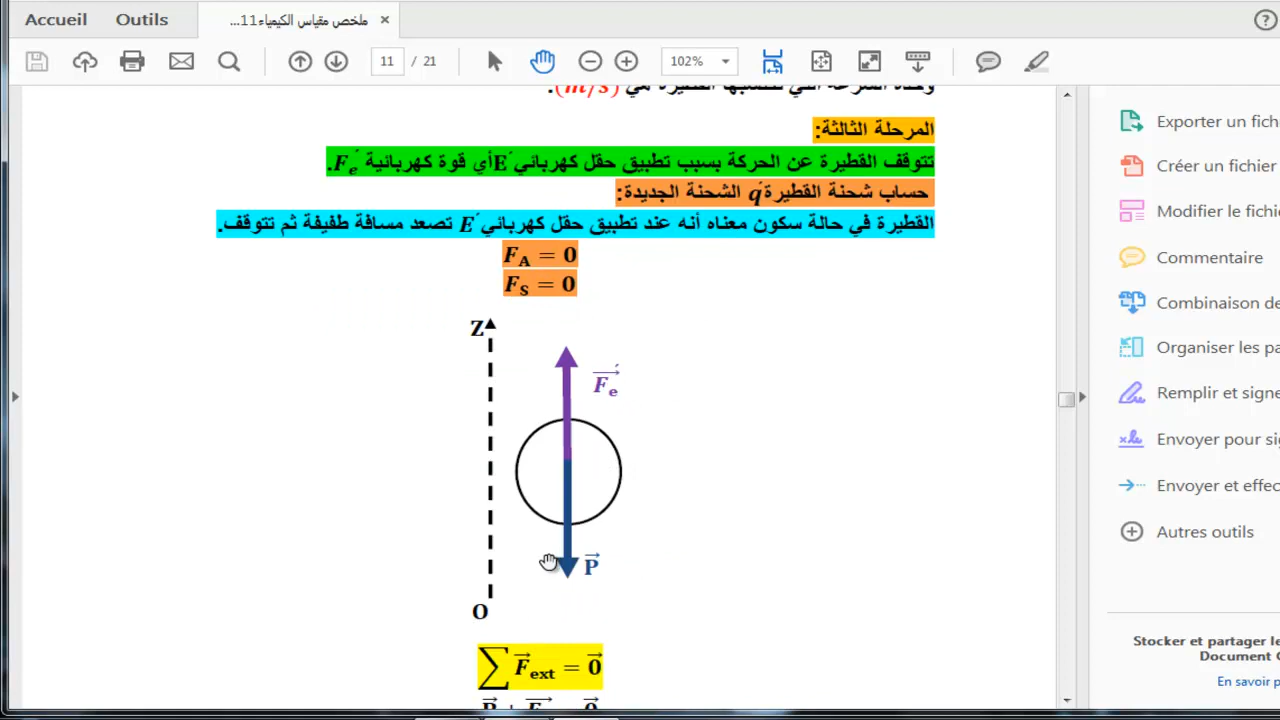 Accueil Outils ملخص مقياس الكيمياء11...
11 / 21 102%
(m/s).
المرحلة الثالثة:
تتوقف القطيرة عن الحركة بسبب تطبيق حقل كهربائي E′ أي قوة كهربائية Fe′.
حساب شحنة القطيرة q′ الشحنة الجديدة:
القطيرة في حالة سكون معناه أنه عند تطبيق حقل كهربائي E′ تصعد مسافة طفيفة ثم تتوقف.
F_A = 0
F_S = 0
Z
F⃗e′
P⃗
O
∑ F⃗ext = 0⃗
Exporter un fichi
Créer un fichier
Modifier le fichie
Commentaire
Combinaison de
Organiser les pa
Remplir et signe
Envoyer pour sig
Envoyer et effec
Autres outils
Stocker et partager le
Document C
En savoir p